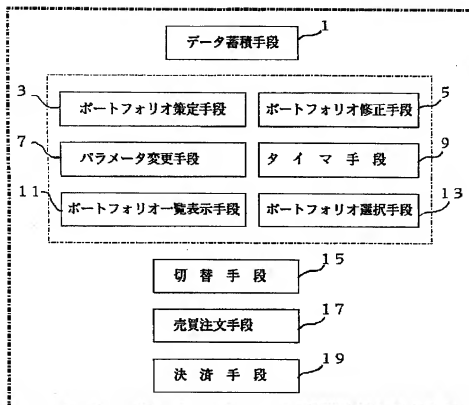 データ蓄積手段 1
3 ポートフォリオ策定手段 ポートフォリオ修正手段 5
7 パラメータ変更手段 タイマ手段 9
11 ポートフォリオ一覧表示手段 ポートフォリオ選択手段 13
切替手段 15
売買注文手段 17
決済手段 19